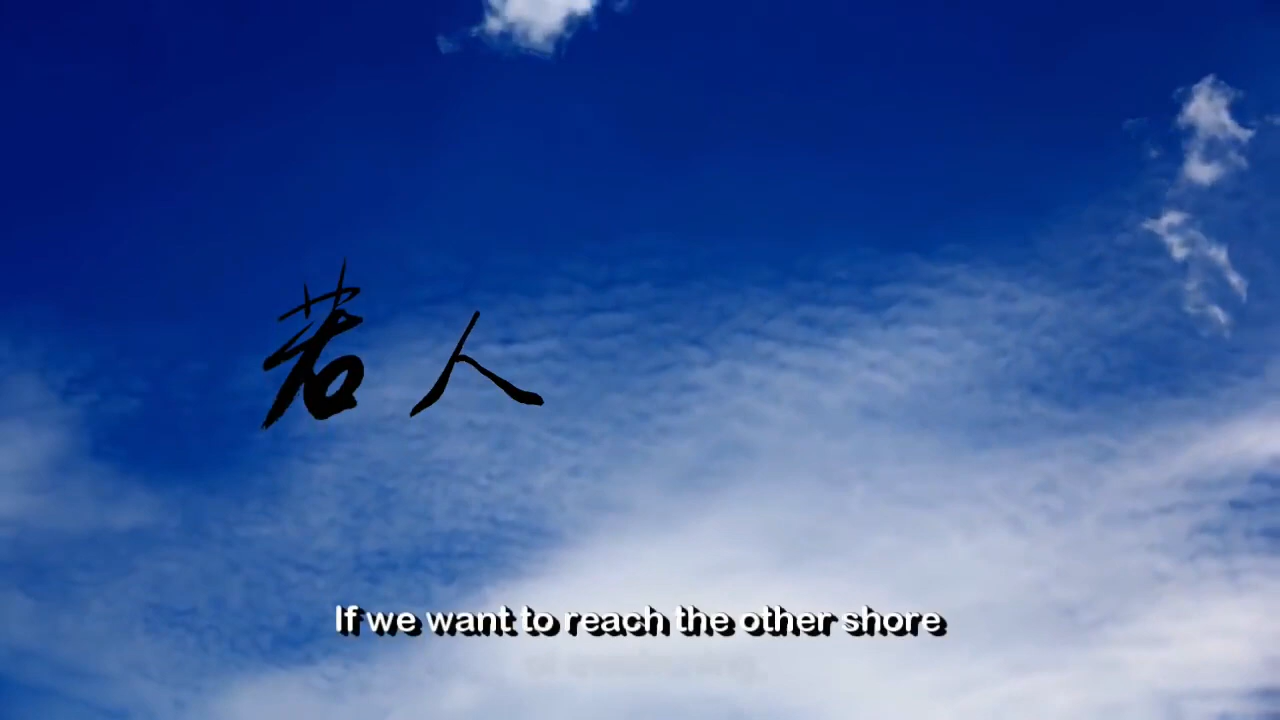 若人
If we want to reach the other shore